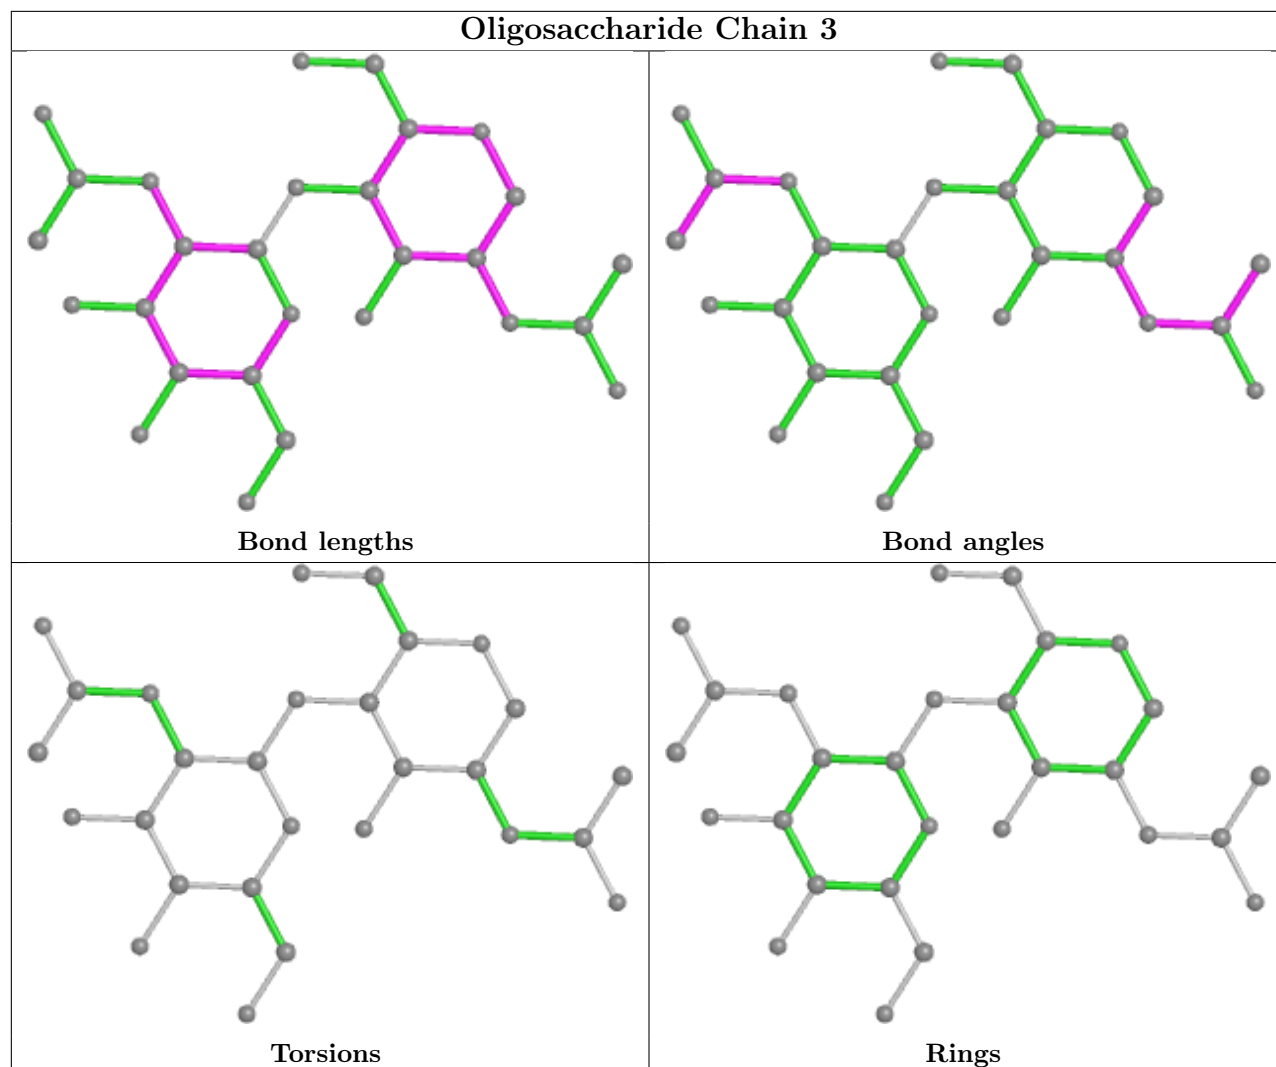 Oligosaccharide Chain 3
Bond lengths
Bond angles
Torsions
Rings